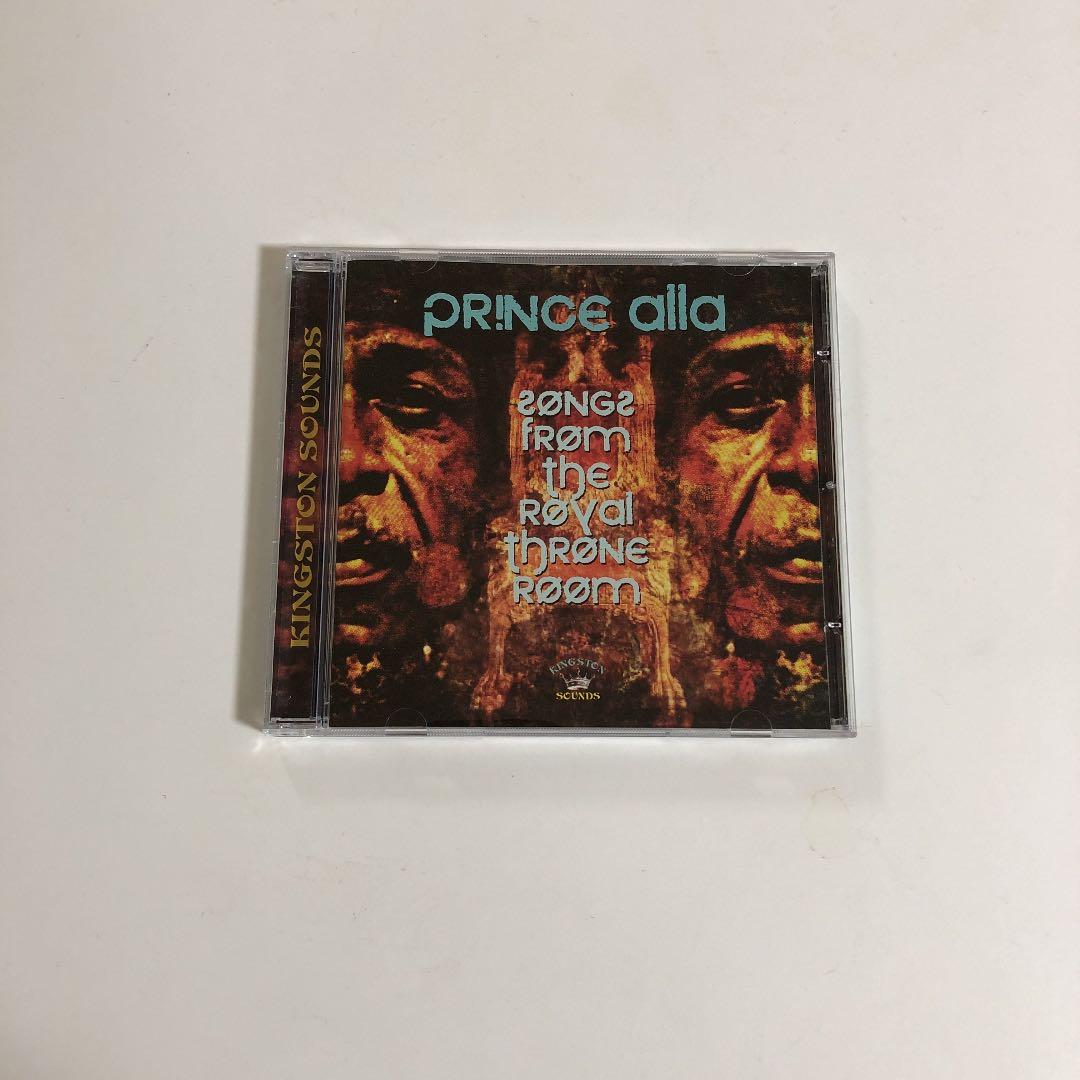 PR!NCE alla
SØNGS
fRØm
the
RØyal
thRØNE
RØØm
KINGSTON
SOUNDS
KINGSTON SOUNDS